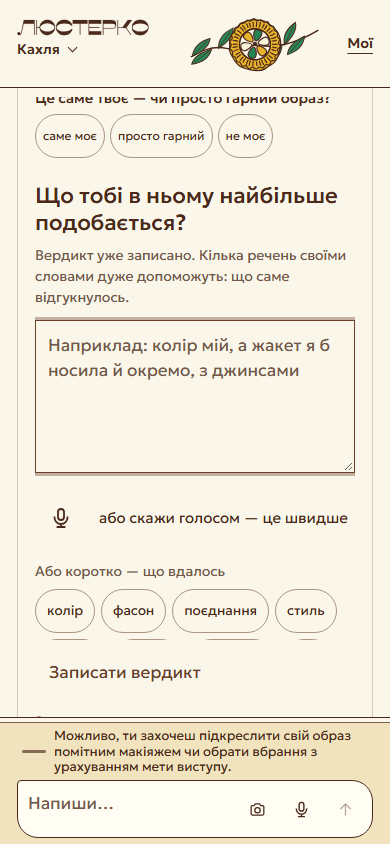 ЛЮСТЕРКО
Кахля
Мої
Це саме твоє — чи просто гарний образ?
саме моє
просто гарний
не моє
Що тобі в ньому найбільше
подобається?
Вердикт уже записано. Кілька речень своїми
словами дуже допоможуть: що саме
відгукнулось.
Наприклад: колір мій, а жакет я б
носила й окремо, з джинсами
або скажи голосом — це швидше
Або коротко — що вдалось
колір
фасон
поєднання
стиль
Записати вердикт
Можливо, ти захочеш підкреслити свій образ
помітним макіяжем чи обрати вбрання з
урахуванням мети виступу.
Напиши...